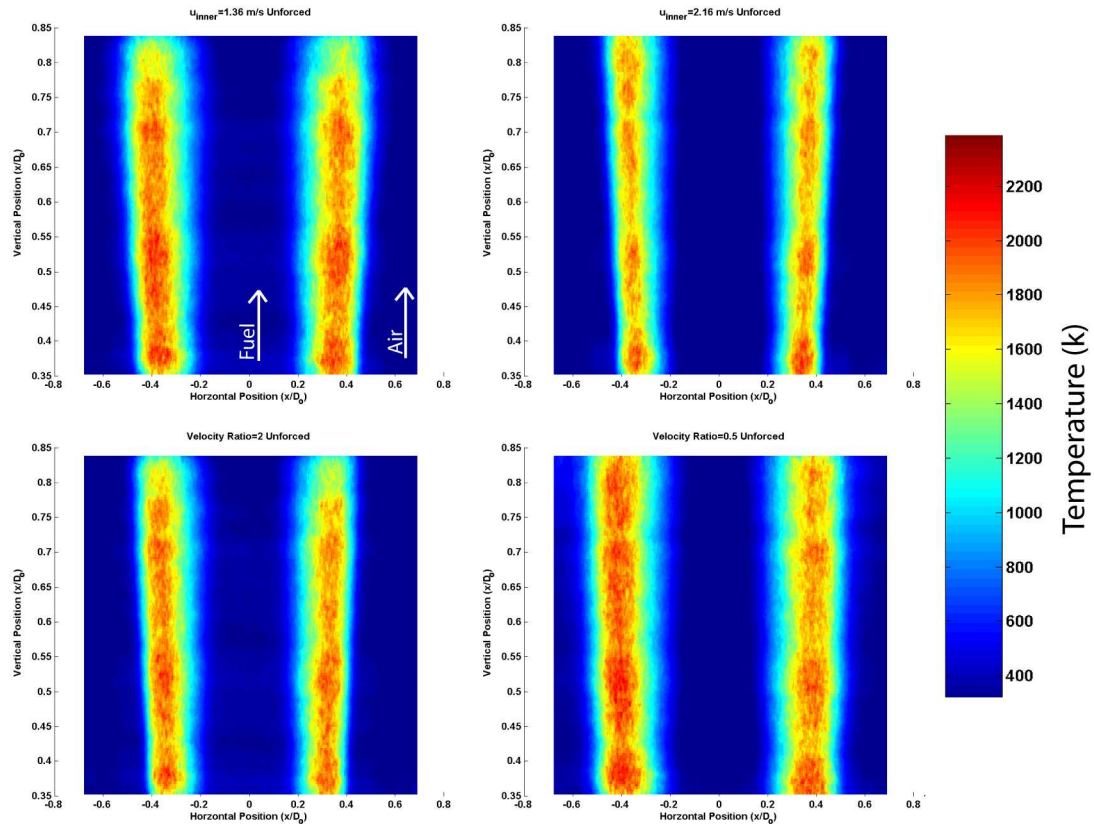 u_inner=1.36 m/s Unforced
0.85
0.8
0.75
0.7
0.65
0.6
0.55
0.5
0.45
0.4
0.35
Vertical Position (x/D₀)
Fuel
Air
-0.8 -0.6 -0.4 -0.2 0 0.2 0.4 0.6 0.8
Horzontal Position (x/D₀)
u_inner=2.16 m/s Unforced
0.85
0.8
0.75
0.7
0.65
0.6
0.55
0.5
0.45
0.4
0.35
Vertical Position (x/D₀)
-0.8 -0.6 -0.4 -0.2 0 0.2 0.4 0.6 0.8
Horzontal Position (x/D₀)
Velocity Ratio=2 Unforced
0.85
0.8
0.75
0.7
0.65
0.6
0.55
0.5
0.45
0.4
0.35
Vertical Position (x/D₀)
-0.8 -0.6 -0.4 -0.2 0 0.2 0.4 0.6 0.8
Horzontal Position (x/D₀)
Velocity Ratio=0.5 Unforced
0.85
0.8
0.75
0.7
0.65
0.6
0.55
0.5
0.45
0.4
0.35
Vertical Position (x/D₀)
-0.8 -0.6 -0.4 -0.2 0 0.2 0.4 0.6 0.8
Horzontal Position (x/D₀)
2200
2000
1800
1600
1400
1200
1000
800
600
400
Temperature (k)